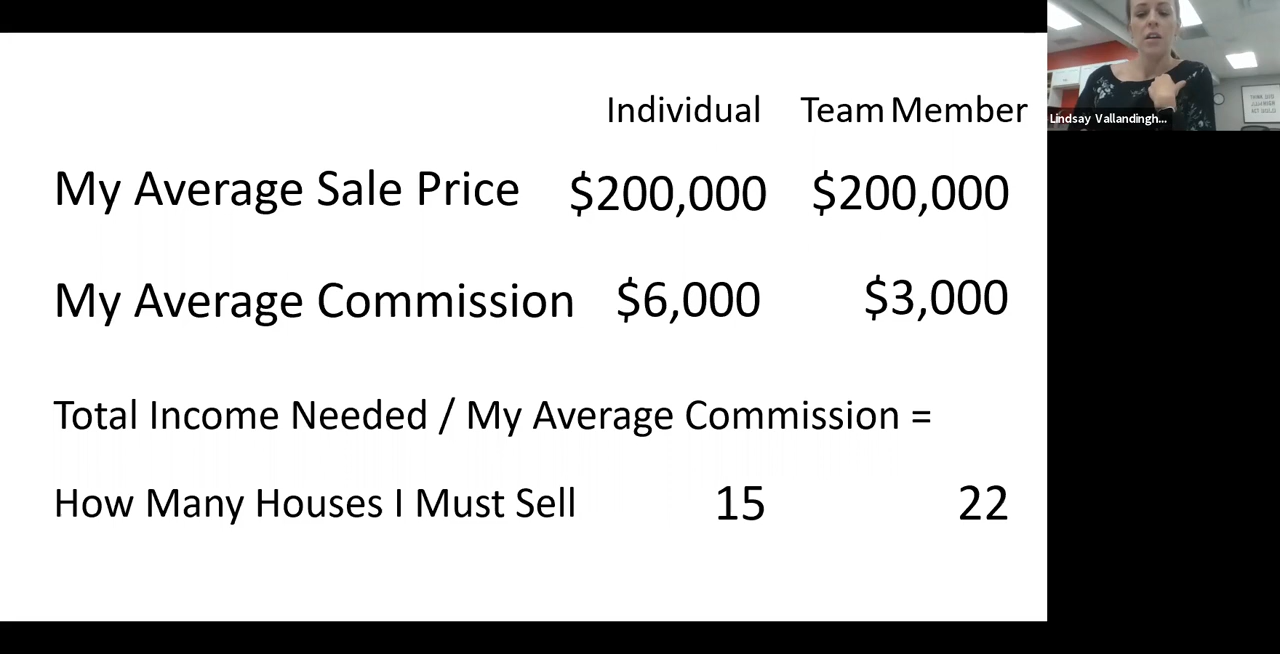 Individual Team Member
My Average Sale Price $200,000 $200,000
My Average Commission $6,000 $3,000
Total Income Needed / My Average Commission =
How Many Houses I Must Sell 15 22
Lindsay Vallandingh...